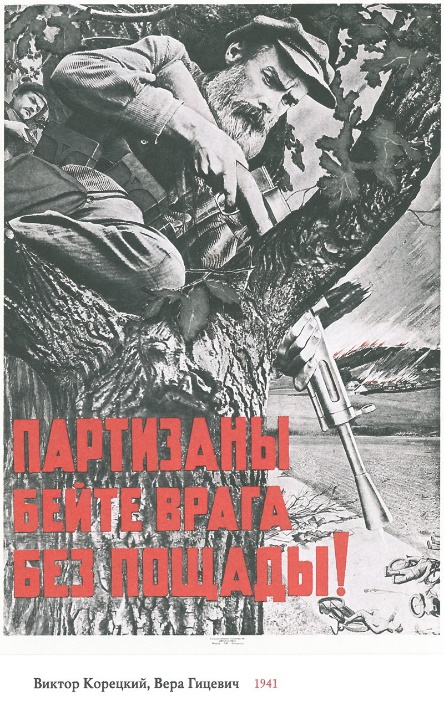 ПАРТИЗАНЫ
БЕЙТЕ ВРАГА
БЕЗ ПОЩАДЫ!
Виктор Корецкий, Вера Гицевич 1941